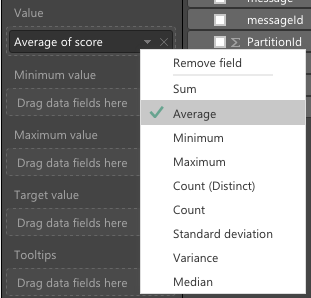 Value
Average of score
Minimum value
Drag data fields here
Maximum value
Drag data fields here
Target value
Drag data fields here
Tooltips
Drag data fields here
message
messageId
PartitionId
Remove field
Sum
Average
Minimum
Maximum
Count (Distinct)
Count
Standard deviation
Variance
Median